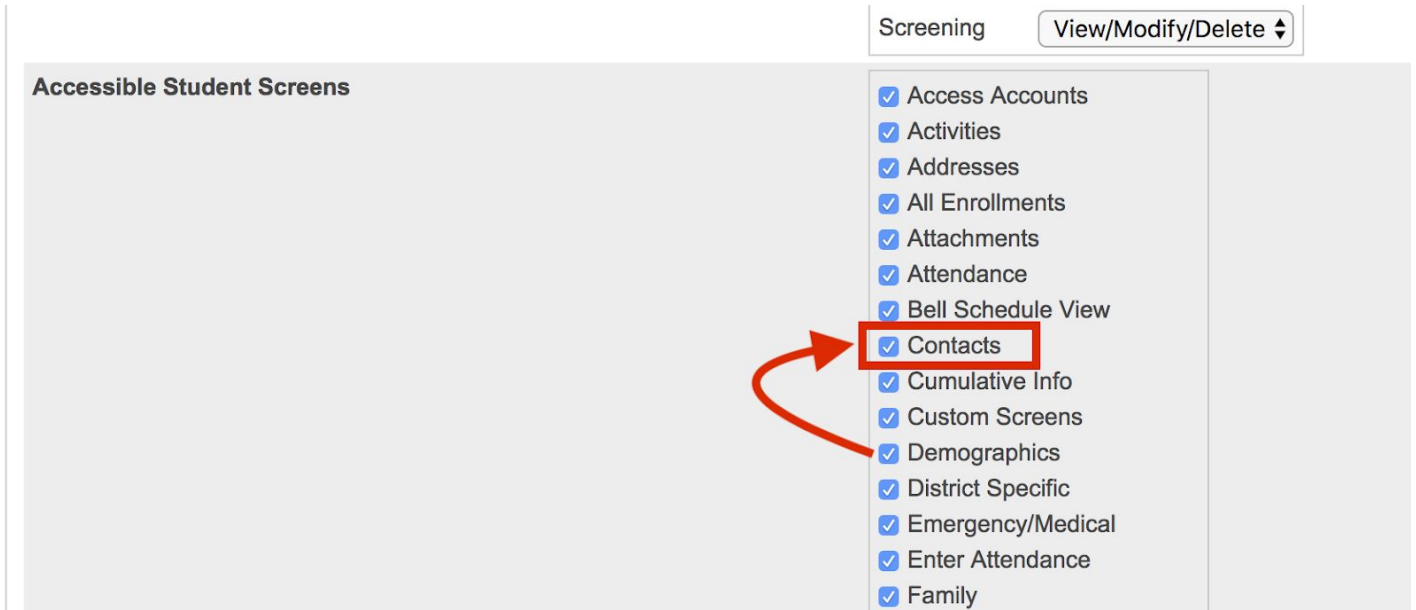 Screening View/Modify/Delete
Accessible Student Screens
Access Accounts
Activities
Addresses
All Enrollments
Attachments
Attendance
Bell Schedule View
Contacts
Cumulative Info
Custom Screens
Demographics
District Specific
Emergency/Medical
Enter Attendance
Family